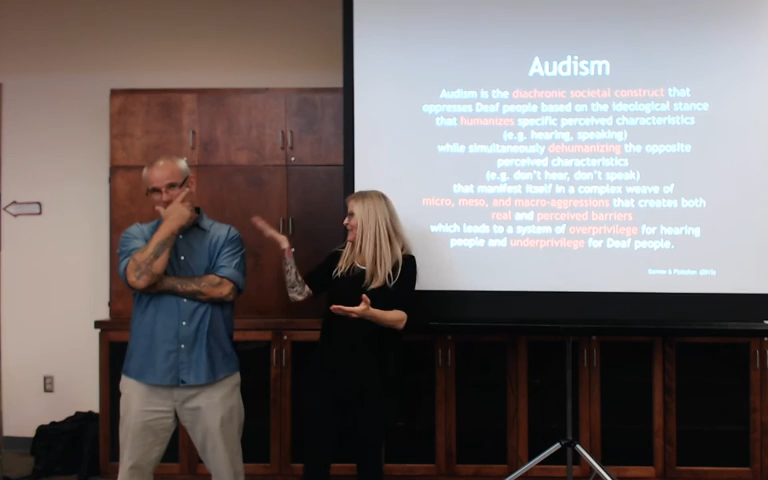 Audism
Audism is the diachronic societal construct that
oppresses Deaf people based on the ideological stance
that humanizes specific perceived characteristics
(e.g. hearing, speaking)
while simultaneously dehumanizing the opposite
perceived characteristics
(e.g. don't hear, don't speak)
that manifest itself in a complex weave of
micro, meso, and macro-aggressions that creates both
real and perceived barriers
which leads to a system of overprivilege for hearing
people and underprivilege for Deaf people.